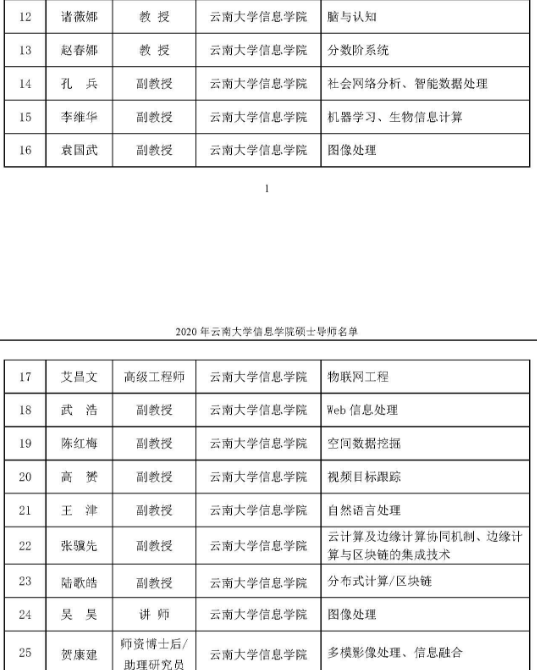 12 诸薇娜 教 授 云南大学信息学院 脑与认知
13 赵春娜 教 授 云南大学信息学院 分数阶系统
14 孔 兵 副教授 云南大学信息学院 社会网络分析、智能数据处理
15 李维华 副教授 云南大学信息学院 机器学习、生物信息计算
16 袁国武 副教授 云南大学信息学院 图像处理
1
2020 年云南大学信息学院硕士导师名单
17 艾昌文 高级工程师 云南大学信息学院 物联网工程
18 武 浩 副教授 云南大学信息学院 Web 信息处理
19 陈红梅 副教授 云南大学信息学院 空间数据挖掘
20 高 赟 副教授 云南大学信息学院 视频目标跟踪
21 王 津 副教授 云南大学信息学院 自然语言处理
22 张骥先 副教授 云南大学信息学院 云计算及边缘计算协同机制、边缘计
算与区块链的集成技术
23 陆歌皓 副教授 云南大学信息学院 分布式计算/区块链
24 吴 昊 讲 师 云南大学信息学院 图像处理
25 贺康建 师资博士后/
助理研究员 云南大学信息学院 多模影像处理、信息融合